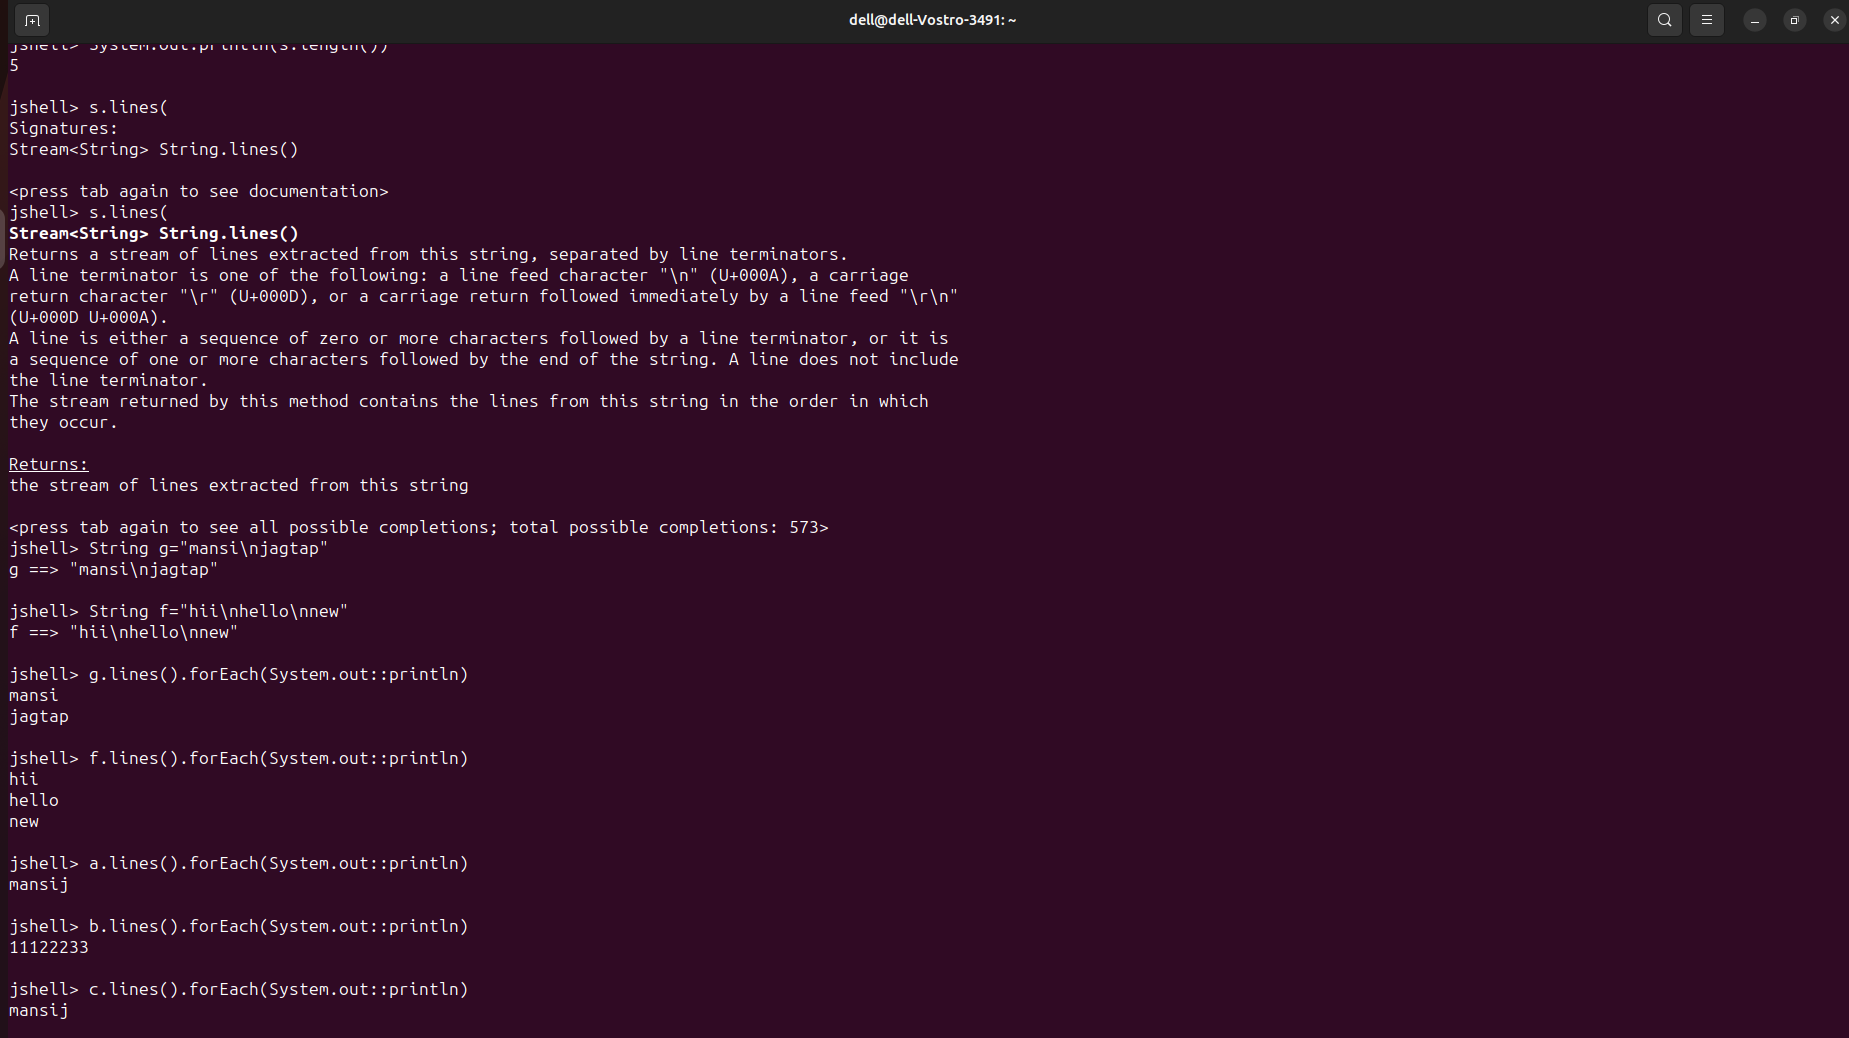 dell@dell-Vostro-3491: ~
jshell> System.out.println(s.length())
5
jshell> s.lines(
Signatures:
Stream<String> String.lines()
<press tab again to see documentation>
jshell> s.lines(
Stream<String> String.lines()
Returns a stream of lines extracted from this string, separated by line terminators.
A line terminator is one of the following: a line feed character "\n" (U+000A), a carriage
return character "\r" (U+000D), or a carriage return followed immediately by a line feed "\r\n"
(U+000D U+000A).
A line is either a sequence of zero or more characters followed by a line terminator, or it is
a sequence of one or more characters followed by the end of the string. A line does not include
the line terminator.
The stream returned by this method contains the lines from this string in the order in which
they occur.
Returns:
the stream of lines extracted from this string
<press tab again to see all possible completions; total possible completions: 573>
jshell> String g="mansi\njagtap"
g ==> "mansi\njagtap"
jshell> String f="hii\nhello\nnew"
f ==> "hii\nhello\nnew"
jshell> g.lines().forEach(System.out::println)
mansi
jagtap
jshell> f.lines().forEach(System.out::println)
hii
hello
new
jshell> a.lines().forEach(System.out::println)
mansij
jshell> b.lines().forEach(System.out::println)
11122233
jshell> c.lines().forEach(System.out::println)
mansij